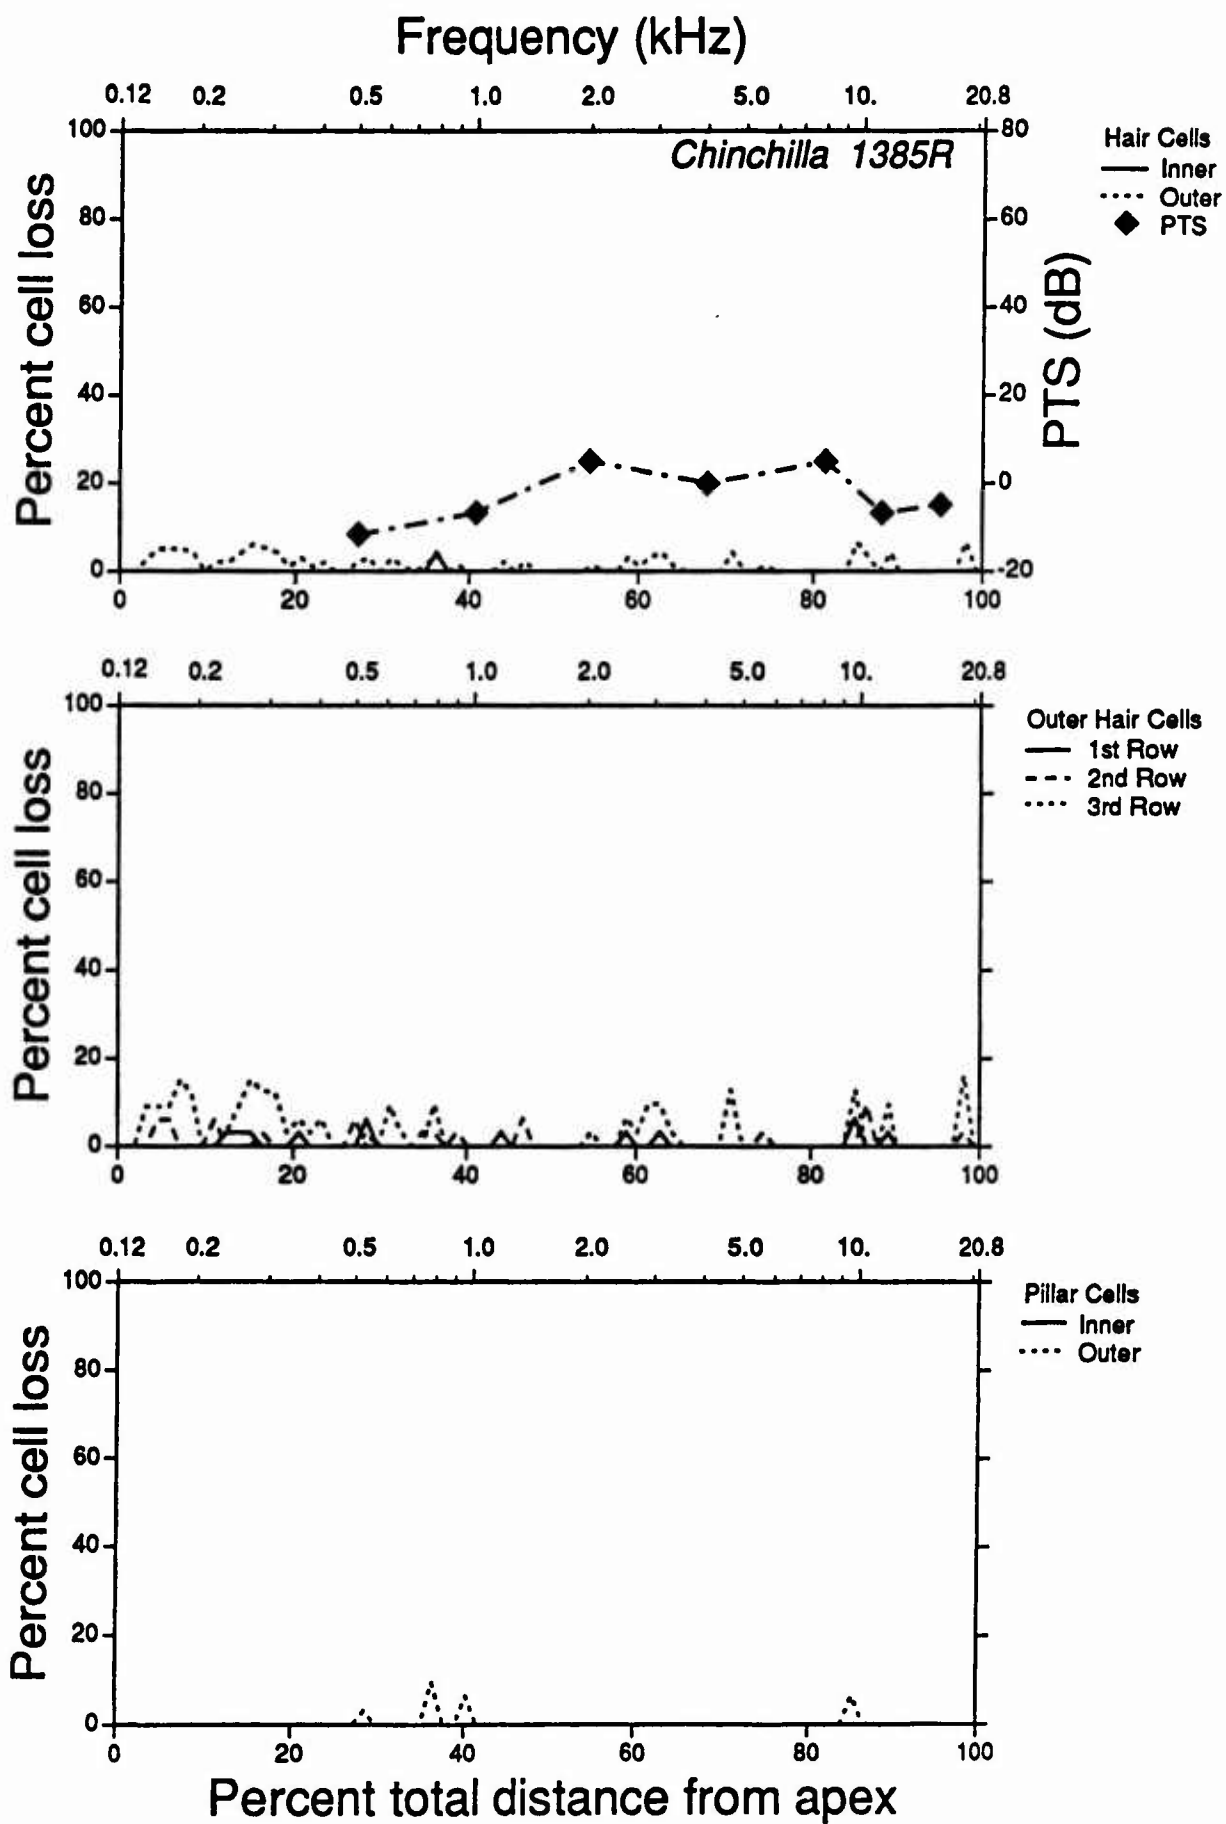 Frequency (kHz)
0.12 0.2 0.5 1.0 2.0 5.0 10. 20.8
Chinchilla 1385R
Percent cell loss
100
80
60
40
20
0
PTS (dB)
80
60
40
20
0
-20
0 20 40 60 80 100
Hair Cells
Inner
Outer
PTS
0.12 0.2 0.5 1.0 2.0 5.0 10. 20.8
Percent cell loss
100
80
60
40
20
0
0 20 40 60 80 100
Outer Hair Cells
1st Row
2nd Row
3rd Row
0.12 0.2 0.5 1.0 2.0 5.0 10. 20.8
Percent cell loss
100
80
60
40
20
0
0 20 40 60 80 100
Pillar Cells
Inner
Outer
Percent total distance from apex